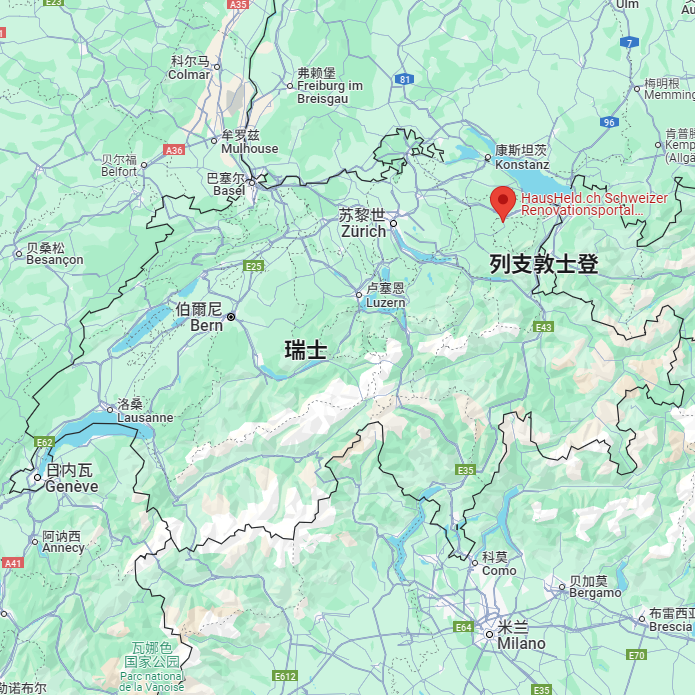 E23
A35
Ulm
Au
7
科尔马
Colmar
弗赖堡
Freiburg im
Breisgau
81
梅明根
Memming
96
牟罗兹
Mulhouse
A36
贝尔福
Belfort
肯普腾
Kempt
(Allgä
康斯坦茨
Konstanz
巴塞尔
Basel
HausHeld.ch Schweizer
Renovationsportal...
苏黎世
Zürich
贝桑松
Besançon
列支敦士登
E25
卢塞恩
Luzern
伯爾尼
Bern
E43
瑞士
洛桑
Lausanne
E62
日内瓦
Genève
E35
阿讷西
Annecy
A41
科莫
Como
贝加莫
Bergamo
布雷西亚
Brescia
E64
米兰
Milano
瓦娜色
国家公园
Parc national
de la Vanoise
E70
E612
E35
勒诺布尔